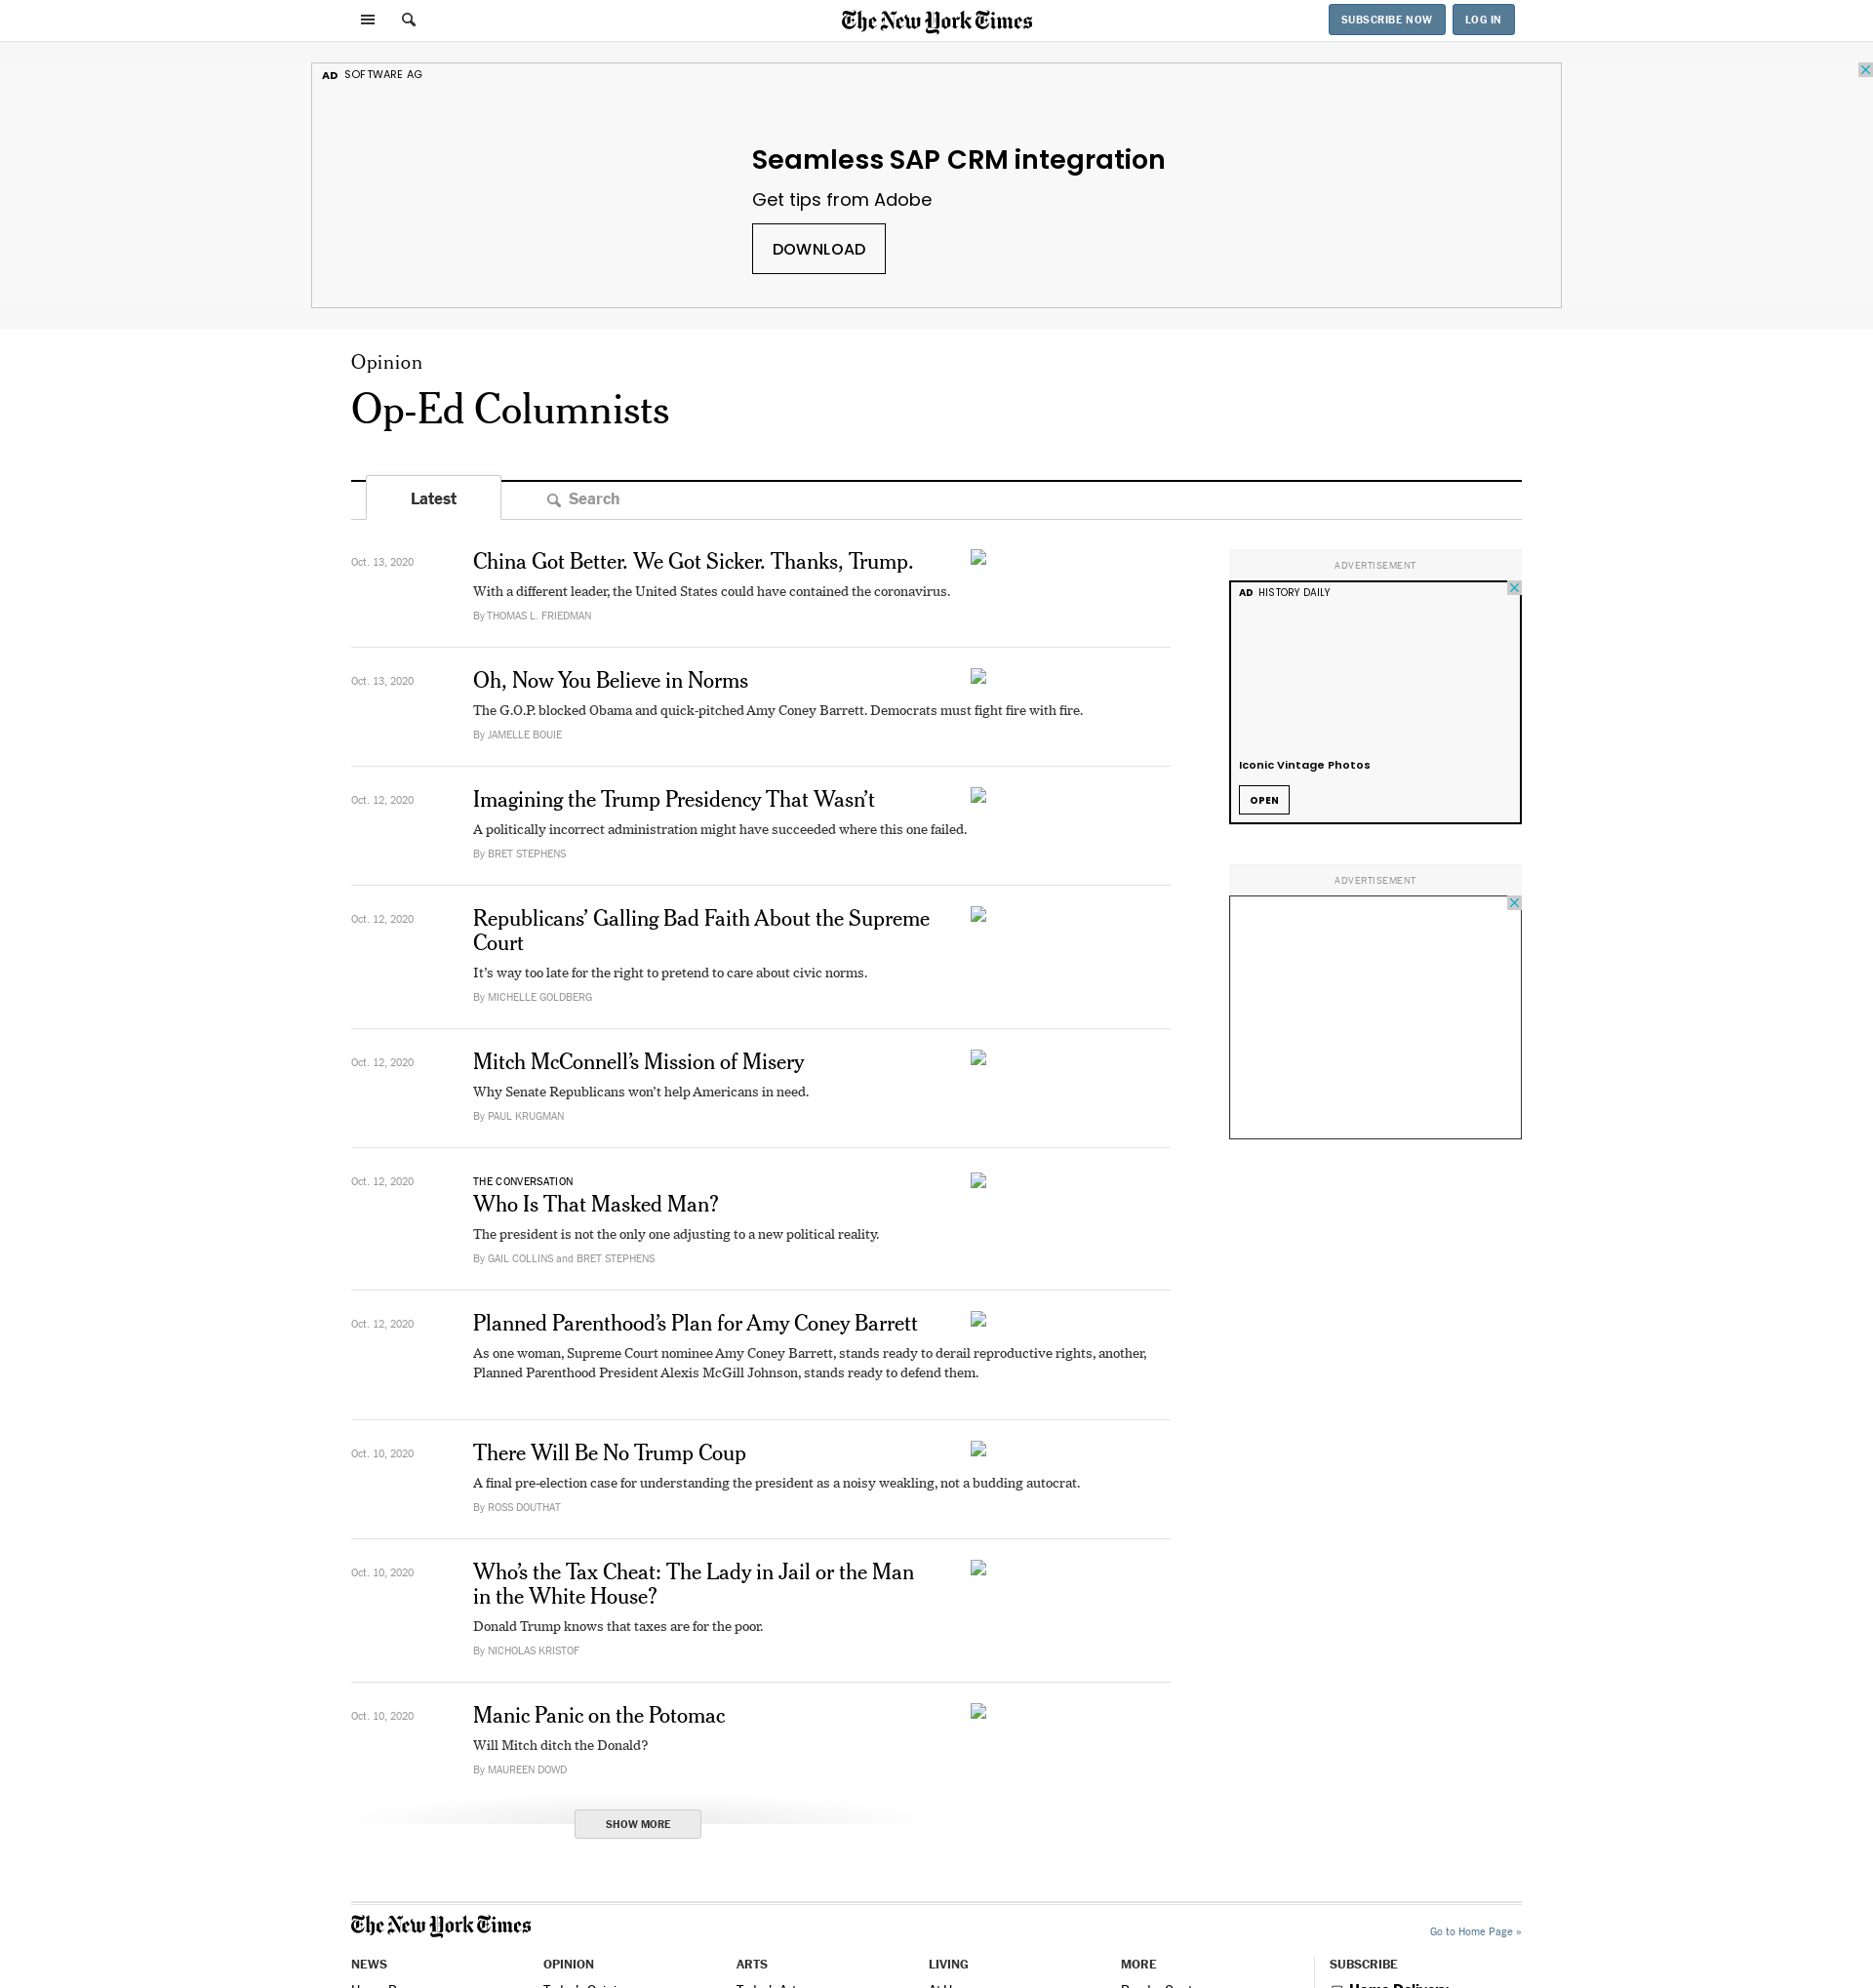 The New York Times
SUBSCRIBE NOW
LOG IN
AD SOFTWARE AG
Seamless SAP CRM integration
Get tips from Adobe
DOWNLOAD
Opinion
Op-Ed Columnists
Latest
Search
Oct. 13, 2020
China Got Better. We Got Sicker. Thanks, Trump.
With a different leader, the United States could have contained the coronavirus.
By THOMAS L. FRIEDMAN
Oct. 13, 2020
Oh, Now You Believe in Norms
The G.O.P. blocked Obama and quick-pitched Amy Coney Barrett. Democrats must fight fire with fire.
By JAMELLE BOUIE
Oct. 12, 2020
Imagining the Trump Presidency That Wasn’t
A politically incorrect administration might have succeeded where this one failed.
By BRET STEPHENS
Oct. 12, 2020
Republicans’ Galling Bad Faith About the Supreme
Court
It’s way too late for the right to pretend to care about civic norms.
By MICHELLE GOLDBERG
Oct. 12, 2020
Mitch McConnell’s Mission of Misery
Why Senate Republicans won’t help Americans in need.
By PAUL KRUGMAN
Oct. 12, 2020
THE CONVERSATION
Who Is That Masked Man?
The president is not the only one adjusting to a new political reality.
By GAIL COLLINS and BRET STEPHENS
Oct. 12, 2020
Planned Parenthood’s Plan for Amy Coney Barrett
As one woman, Supreme Court nominee Amy Coney Barrett, stands ready to derail reproductive rights, another,
Planned Parenthood President Alexis McGill Johnson, stands ready to defend them.
Oct. 10, 2020
There Will Be No Trump Coup
A final pre-election case for understanding the president as a noisy weakling, not a budding autocrat.
By ROSS DOUTHAT
Oct. 10, 2020
Who’s the Tax Cheat: The Lady in Jail or the Man
in the White House?
Donald Trump knows that taxes are for the poor.
By NICHOLAS KRISTOF
Oct. 10, 2020
Manic Panic on the Potomac
Will Mitch ditch the Donald?
By MAUREEN DOWD
SHOW MORE
ADVERTISEMENT
AD HISTORY DAILY
Iconic Vintage Photos
OPEN
ADVERTISEMENT
The New York Times
Go to Home Page »
NEWS
OPINION
ARTS
LIVING
MORE
SUBSCRIBE
Home Delivery